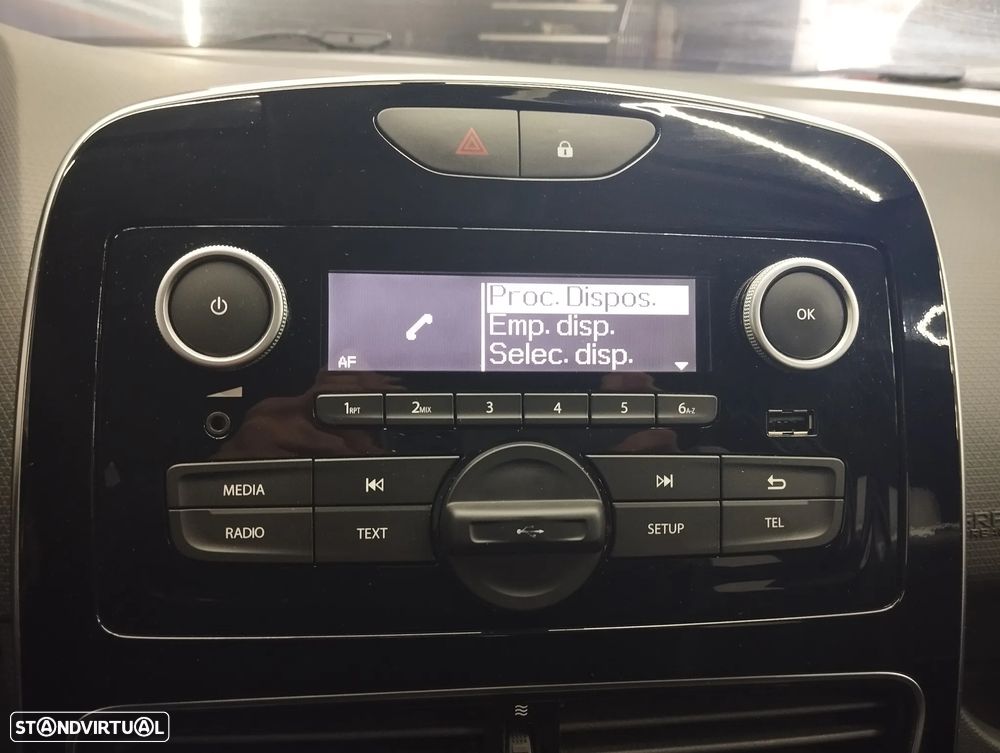 Proc. Dispos.
Emp. disp.
Selec. disp.
AF
OK
1RPT 2MIX 3 4 5 6A-Z
MEDIA
RADIO TEXT SETUP TEL
STANDVIRTUAL